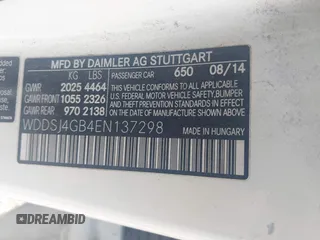 MFD BY DAIMLER AG STUTTGART
KG LBS PASSENGER CAR 650 08/14
GVWR 2025 4464
GAWR FRONT 1055 2326
GAWR REAR 970 2138
THIS VEHICLE CONFORMS TO ALL
APPLICABLE U.S. FEDERAL MOTOR
VEHICLE SAFETY, BUMPER, AND
THEFT PREVENTION STANDARDS
IN EFFECT ON THE DATE OF
MANUFACTURE SHOWN ABOVE.
WDDSJ4GB4EN137298
MADE IN HUNGARY
DREAMBID